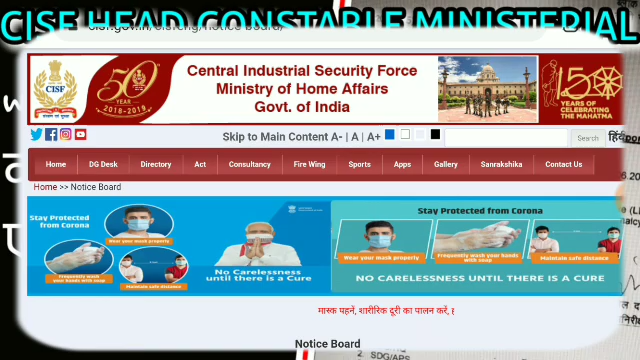 CISF HEAD CONSTABLE MINISTERIAL
CISF
50
YEAR
2018-2019
Central Industrial Security Force
Ministry of Home Affairs
Govt. of India
150
YEARS OF
CELEBRATING
THE MAHATMA
Skip to Main Content A- | A | A+
Search
Home DG Desk Directory Act Consultancy Fire Wing Sports Apps Gallery Sanrakshika Contact Us
Home >> Notice Board
Stay Protected
from Corona
Wear your mask properly
Frequently wash
your hands
with soap
Maintain safe distance
No Carelessness
until there is a Cure
Stay Protected from Corona
Wear your mask properly
Frequently wash your hands
with soap
Maintain safe distance
NO CARELESSNESS UNTIL THERE IS A CURE
मास्क पहनें, शारीरिक दूरी का पालन करें,
Notice Board
2. SDG/APS